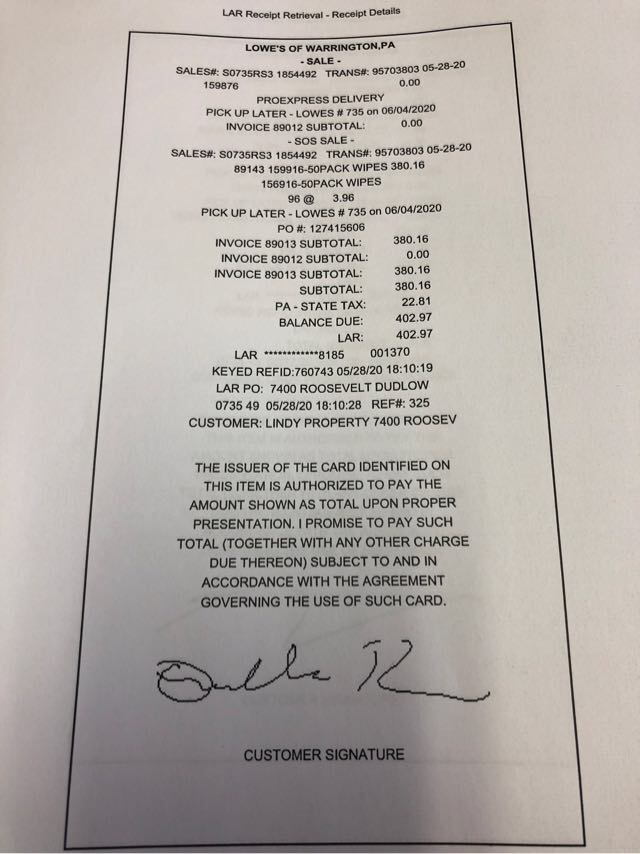 LAR Receipt Retrieval - Receipt Details
LOWE'S OF WARRINGTON,PA
- SALE -
SALES#: S0735RS3 1854492 TRANS#: 95703803 05-28-20
159876 0.00
PROEXPRESS DELIVERY
PICK UP LATER - LOWES # 735 on 06/04/2020
INVOICE 89012 SUBTOTAL: 0.00
- SOS SALE -
SALES#: S0735RS3 1854492 TRANS#: 95703803 05-28-20
89143 159916-50PACK WIPES 380.16
156916-50PACK WIPES
96 @ 3.96
PICK UP LATER - LOWES # 735 on 06/04/2020
PO #: 127415606
INVOICE 89013 SUBTOTAL: 380.16
INVOICE 89012 SUBTOTAL: 0.00
INVOICE 89013 SUBTOTAL: 380.16
SUBTOTAL: 380.16
PA - STATE TAX: 22.81
BALANCE DUE: 402.97
LAR: 402.97
LAR ************8185 001370
KEYED REFID:760743 05/28/20 18:10:19
LAR PO: 7400 ROOSEVELT DUDLOW
0735 49 05/28/20 18:10:28 REF#: 325
CUSTOMER: LINDY PROPERTY 7400 ROOSEV
THE ISSUER OF THE CARD IDENTIFIED ON
THIS ITEM IS AUTHORIZED TO PAY THE
AMOUNT SHOWN AS TOTAL UPON PROPER
PRESENTATION. I PROMISE TO PAY SUCH
TOTAL (TOGETHER WITH ANY OTHER CHARGE
DUE THEREON) SUBJECT TO AND IN
ACCORDANCE WITH THE AGREEMENT
GOVERNING THE USE OF SUCH CARD.
CUSTOMER SIGNATURE